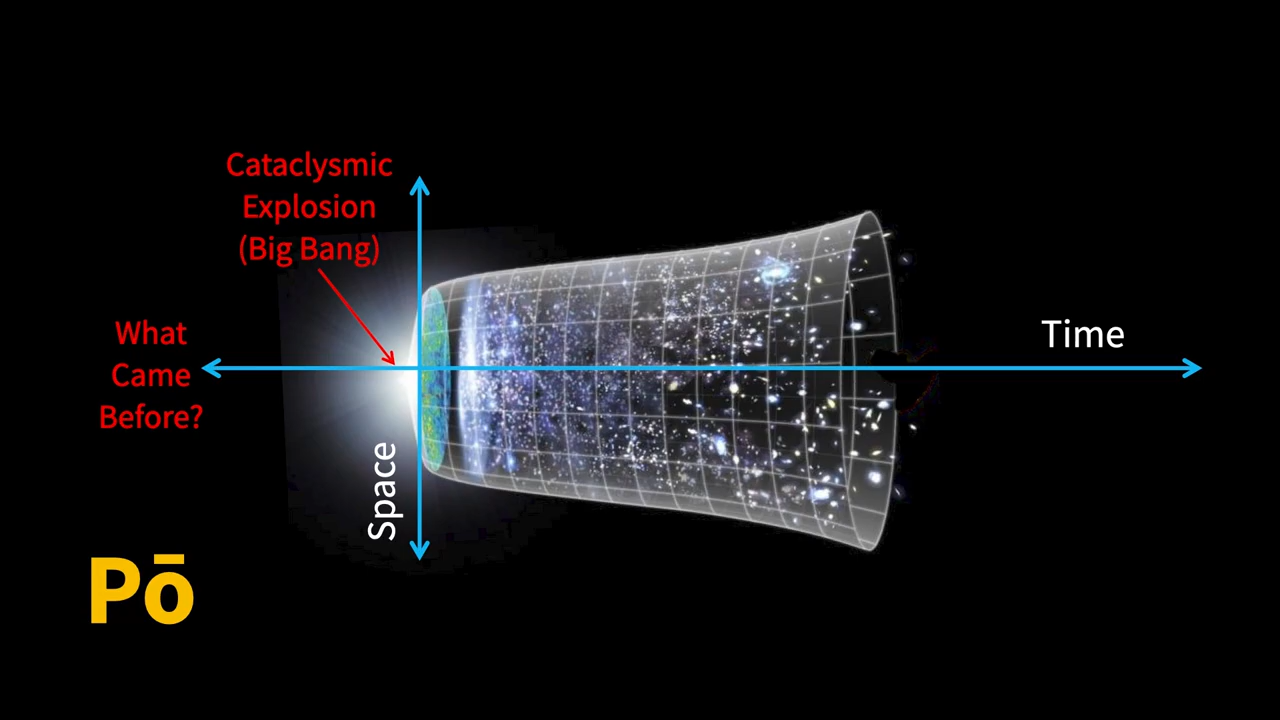 Cataclysmic
Explosion
(Big Bang)
What
Came
Before?
Time
Space
Pō